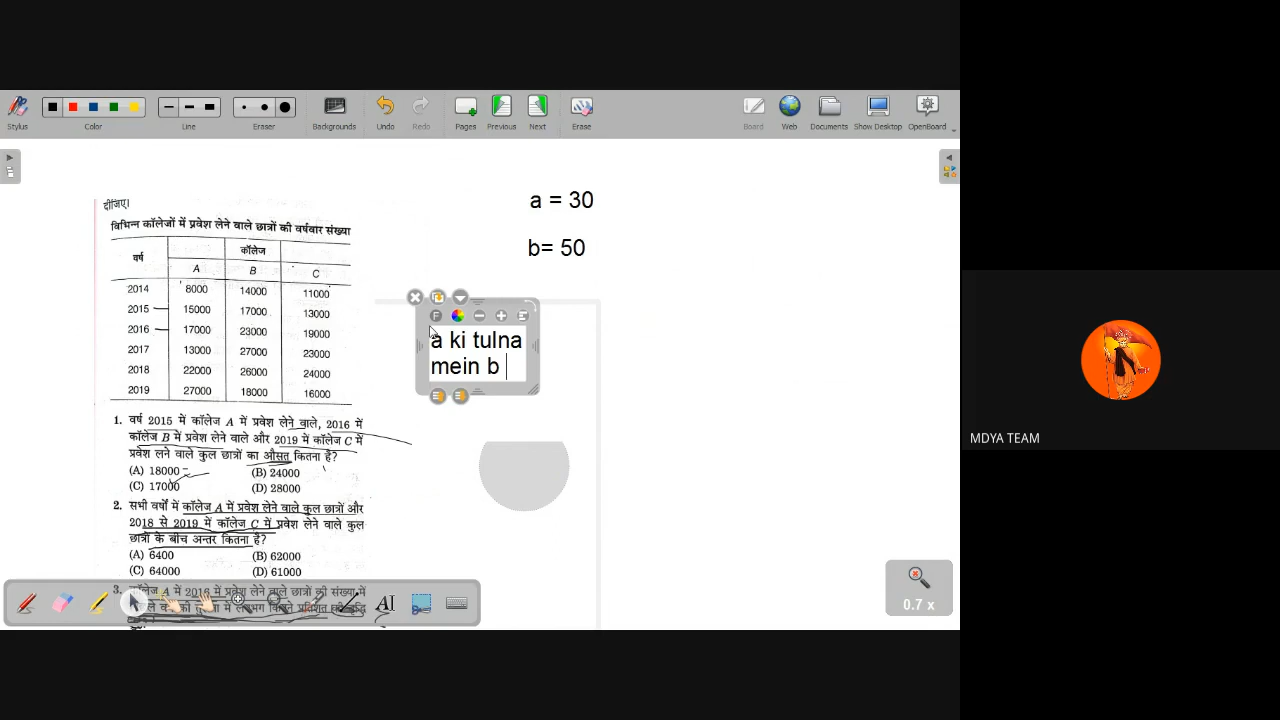 Stylus
Color
Line
Eraser
Backgrounds
Undo
Redo
Pages
Previous
Next
Erase
Board
Web
Documents
Show Desktop
OpenBoard
a = 30
b= 50
a ki tulna
mein b
दीजिए।
विभिन्न कॉलेजों में प्रवेश लेने वाले छात्रों की वर्षवार संख्या
वर्ष कॉलेज
A B C
2014 8000 14000 11000
2015 15000 17000 13000
2016 17000 23000 19000
2017 13000 27000 23000
2018 22000 26000 24000
2019 27000 18000 16000
1. वर्ष 2015 में कॉलेज A में प्रवेश लेने वाले, 2016 में
कॉलेज B में प्रवेश लेने वाले और 2019 में कॉलेज C में
प्रवेश लेने वाले कुल छात्रों का औसत कितना है?
(A) 18000 (B) 24000
(C) 17000 (D) 28000
2. सभी वर्षों में कॉलेज A में प्रवेश लेने वाले कुल छात्रों और
2018 से 2019 में कॉलेज C में प्रवेश लेने वाले कुल
छात्रों के बीच अन्तर कितना है?
(A) 6400 (B) 62000
(C) 64000 (D) 61000
3. कॉलेज A में 2016 में प्रवेश लेने वाले छात्रों की संख्या में
0.7 x
MDYA TEAM